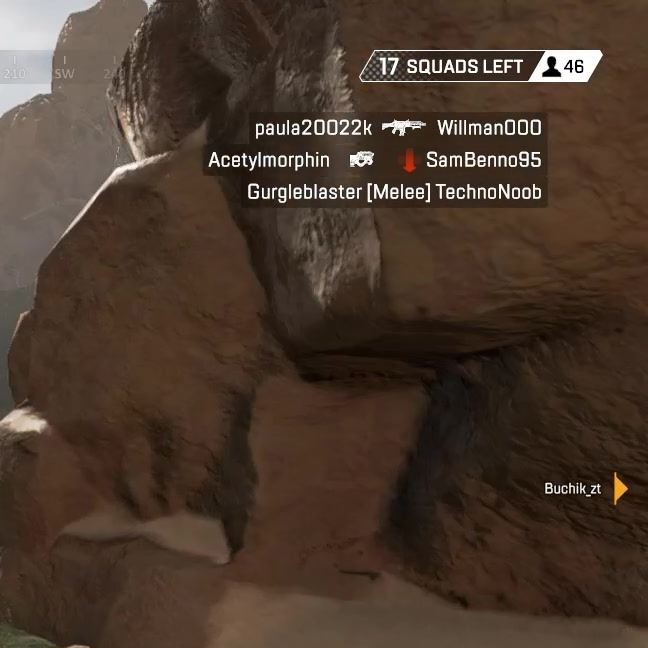 17 SQUADS LEFT 46
210 SW
paula20022k Willman000
Acetylmorphin SamBenno95
Gurgleblaster [Melee] TechnoNoob
Buchik_zt